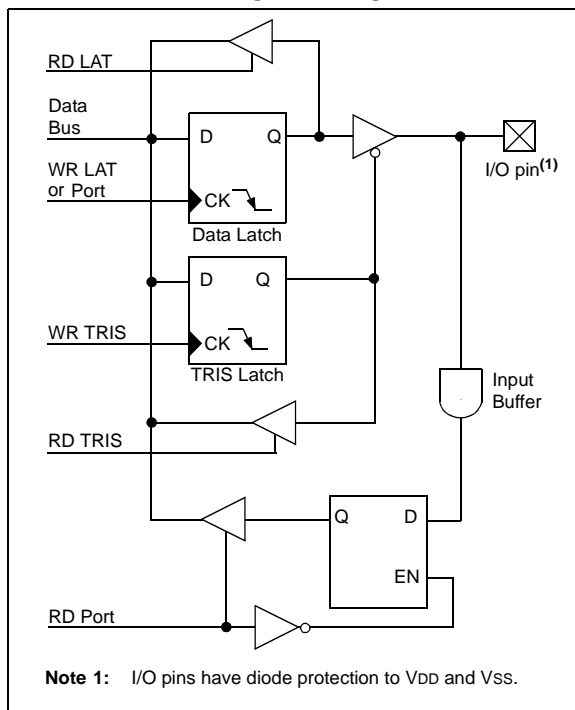 RD LAT
Data
Bus
D Q
WR LAT
or Port
CK
Data Latch
I/O pin(1)
D Q
WR TRIS
CK
TRIS Latch
Input
Buffer
RD TRIS
Q D
EN
RD Port
Note 1: I/O pins have diode protection to VDD and VSS.